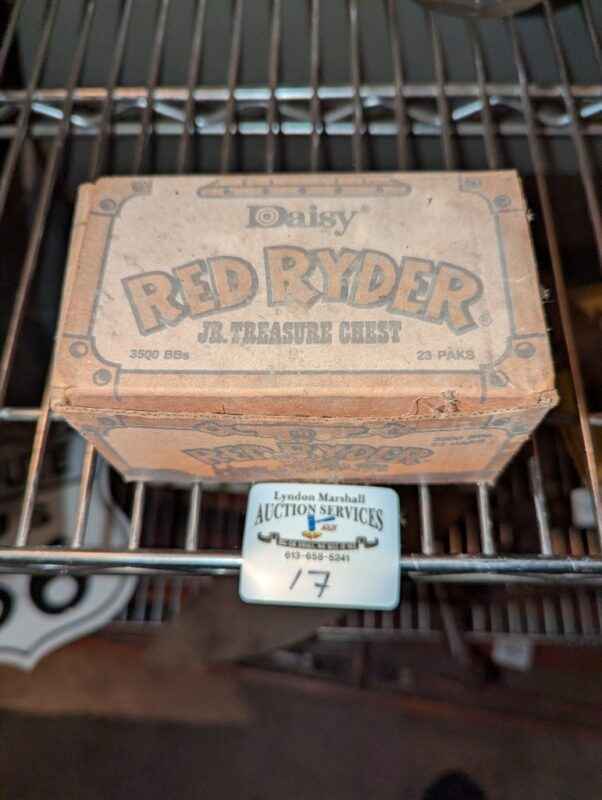 Daisy®
RED RYDER®
JR. TREASURE CHEST
3500 BBs
23 PAKS
RED RYDER
Lyndon Marshall
AUCTION SERVICES
613-658-5241
17
66